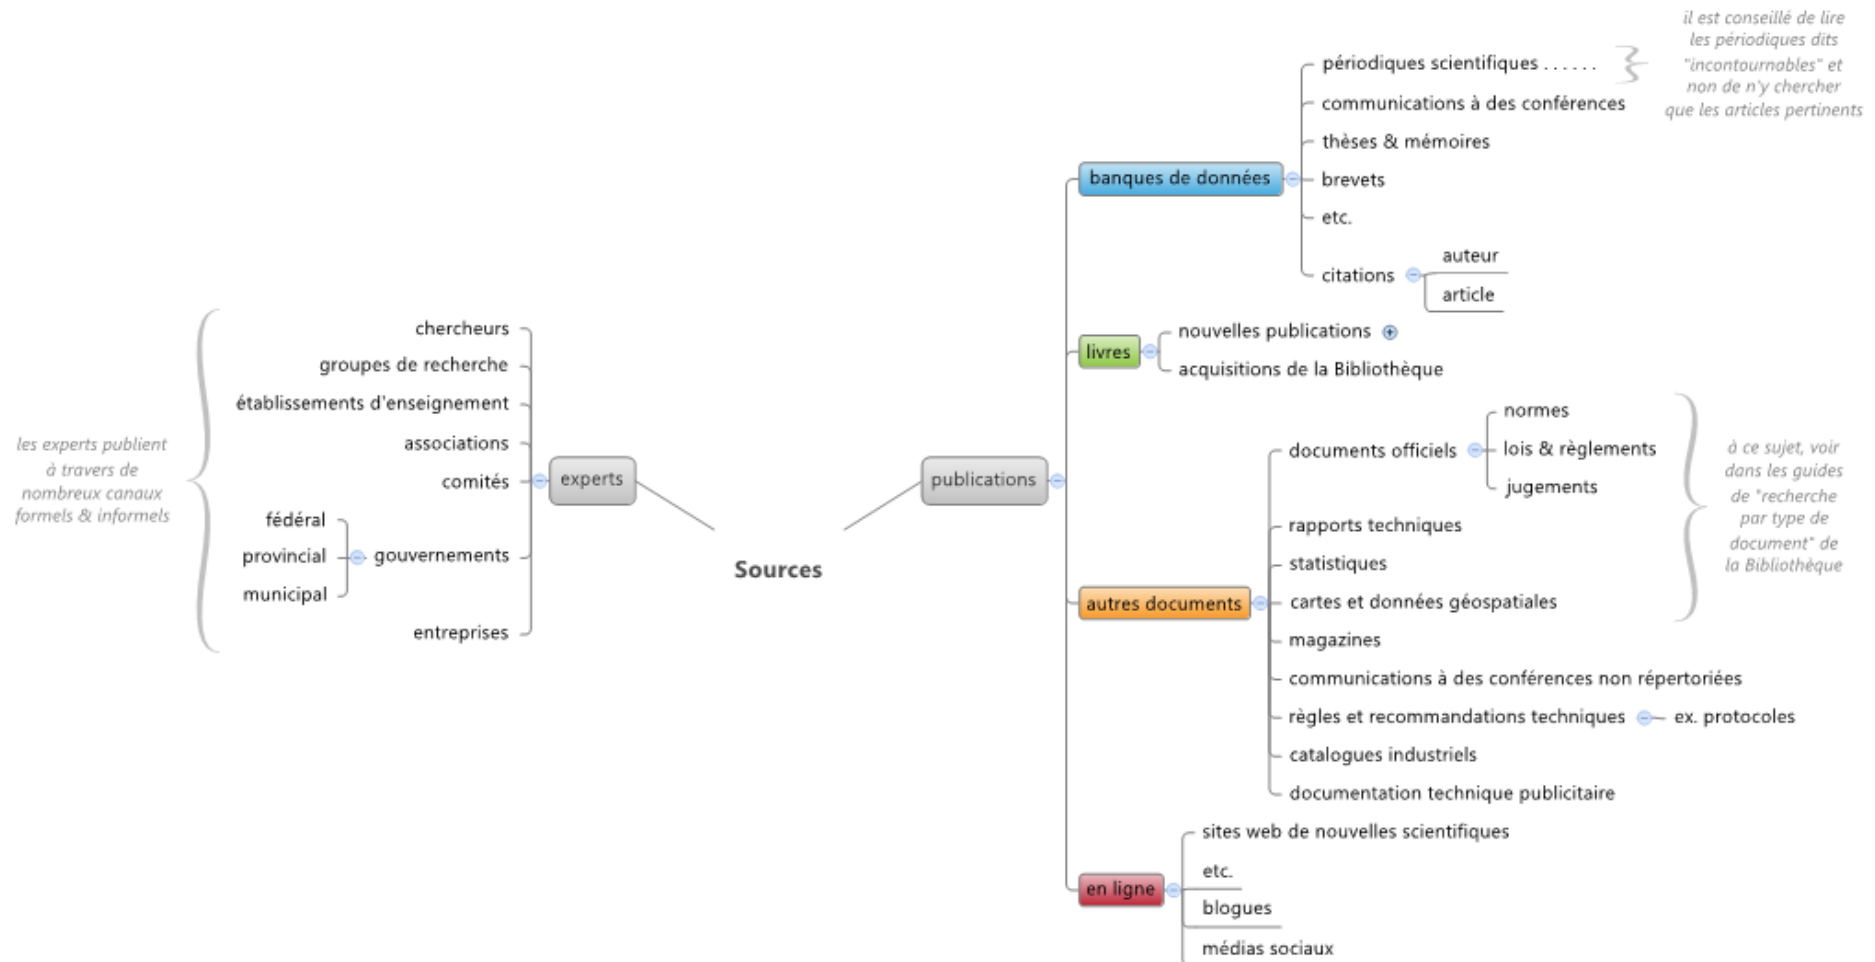 Sources
experts
chercheurs
groupes de recherche
établissements d'enseignement
associations
comités
gouvernements
fédéral
provincial
municipal
entreprises
les experts publient
à travers de
nombreux canaux
formels & informels
publications
banques de données
périodiques scientifiques . . . . . .
il est conseillé de lire
les périodiques dits
"incontournables" et
non de n'y chercher
que les articles pertinents
communications à des conférences
thèses & mémoires
brevets
etc.
citations
auteur
article
livres
nouvelles publications
acquisitions de la Bibliothèque
autres documents
documents officiels
normes
lois & règlements
jugements
rapports techniques
statistiques
cartes et données géospatiales
à ce sujet, voir
dans les guides
de "recherche
par type de
document" de
la Bibliothèque
magazines
communications à des conférences non répertoriées
règles et recommandations techniques
ex. protocoles
catalogues industriels
documentation technique publicitaire
en ligne
sites web de nouvelles scientifiques
etc.
blogues
médias sociaux